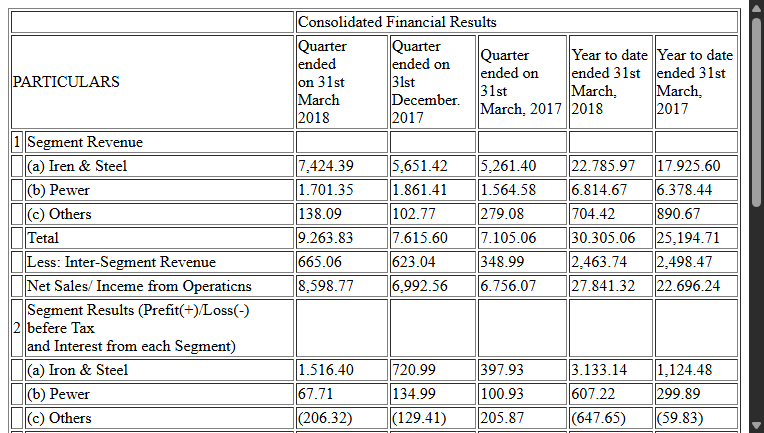 Consolidated Financial Results
PARTICULARS
Quarter
ended
on 31st
March
2018
Quarter
ended on
3lst
December.
2017
Quarter
ended on
31st
March, 2017
Year to date
ended 31st
March,
2018
Year to date
ended 31st
March,
2017
1 Segment Revenue
(a) Iren & Steel 7,424.39 5,651.42 5,261.40 22.785.97 17.925.60
(b) Pewer 1.701.35 1.861.41 1.564.58 6.814.67 6.378.44
(c) Others 138.09 102.77 279.08 704.42 890.67
Total 9.263.83 7.615.60 7.105.06 30.305.06 25,194.71
Less: Inter-Segment Revenue 665.06 623.04 348.99 2,463.74 2,498.47
Net Sales/ Inceme from Operations 8,598.77 6,992.56 6.756.07 27.841.32 22.696.24
2 Segment Results (Prefit(+)/Loss(-)
befere Tax
and Interest from each Segment)
(a) Iron & Steel 1.516.40 720.99 397.93 3.133.14 1,124.48
(b) Pewer 67.71 134.99 100.93 607.22 299.89
(c) Others (206.32) (129.41) 205.87 (647.65) (59.83)